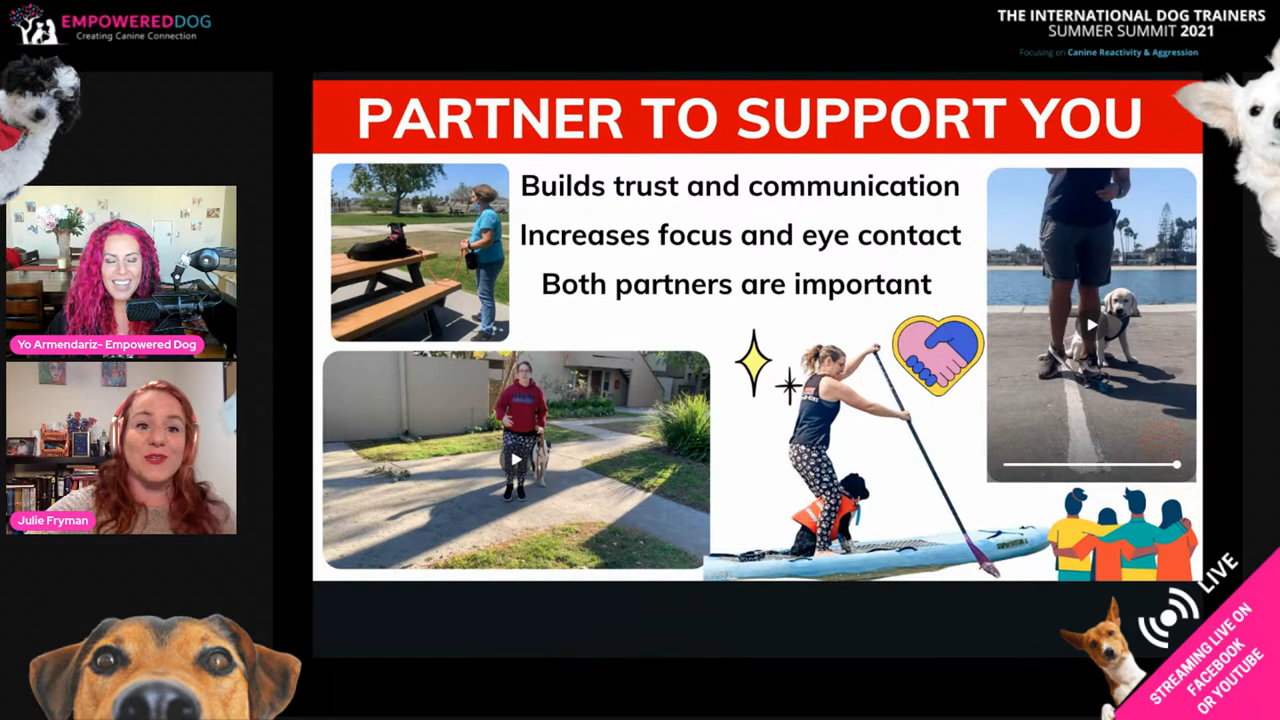 EMPOWEREDDOG
Creating Canine Connection
THE INTERNATIONAL DOG TRAINERS
SUMMER SUMMIT 2021
Focusing on Canine Reactivity & Aggression
PARTNER TO SUPPORT YOU
Builds trust and communication
Increases focus and eye contact
Both partners are important
Yo Armendariz- Empowered Dog
Julie Fryman
LIVE
STREAMING LIVE ON
FACEBOOK
OR YOUTUBE